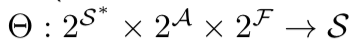 Θ : 2^{𝒮*} × 2^𝒜 × 2^ℱ → 𝒮